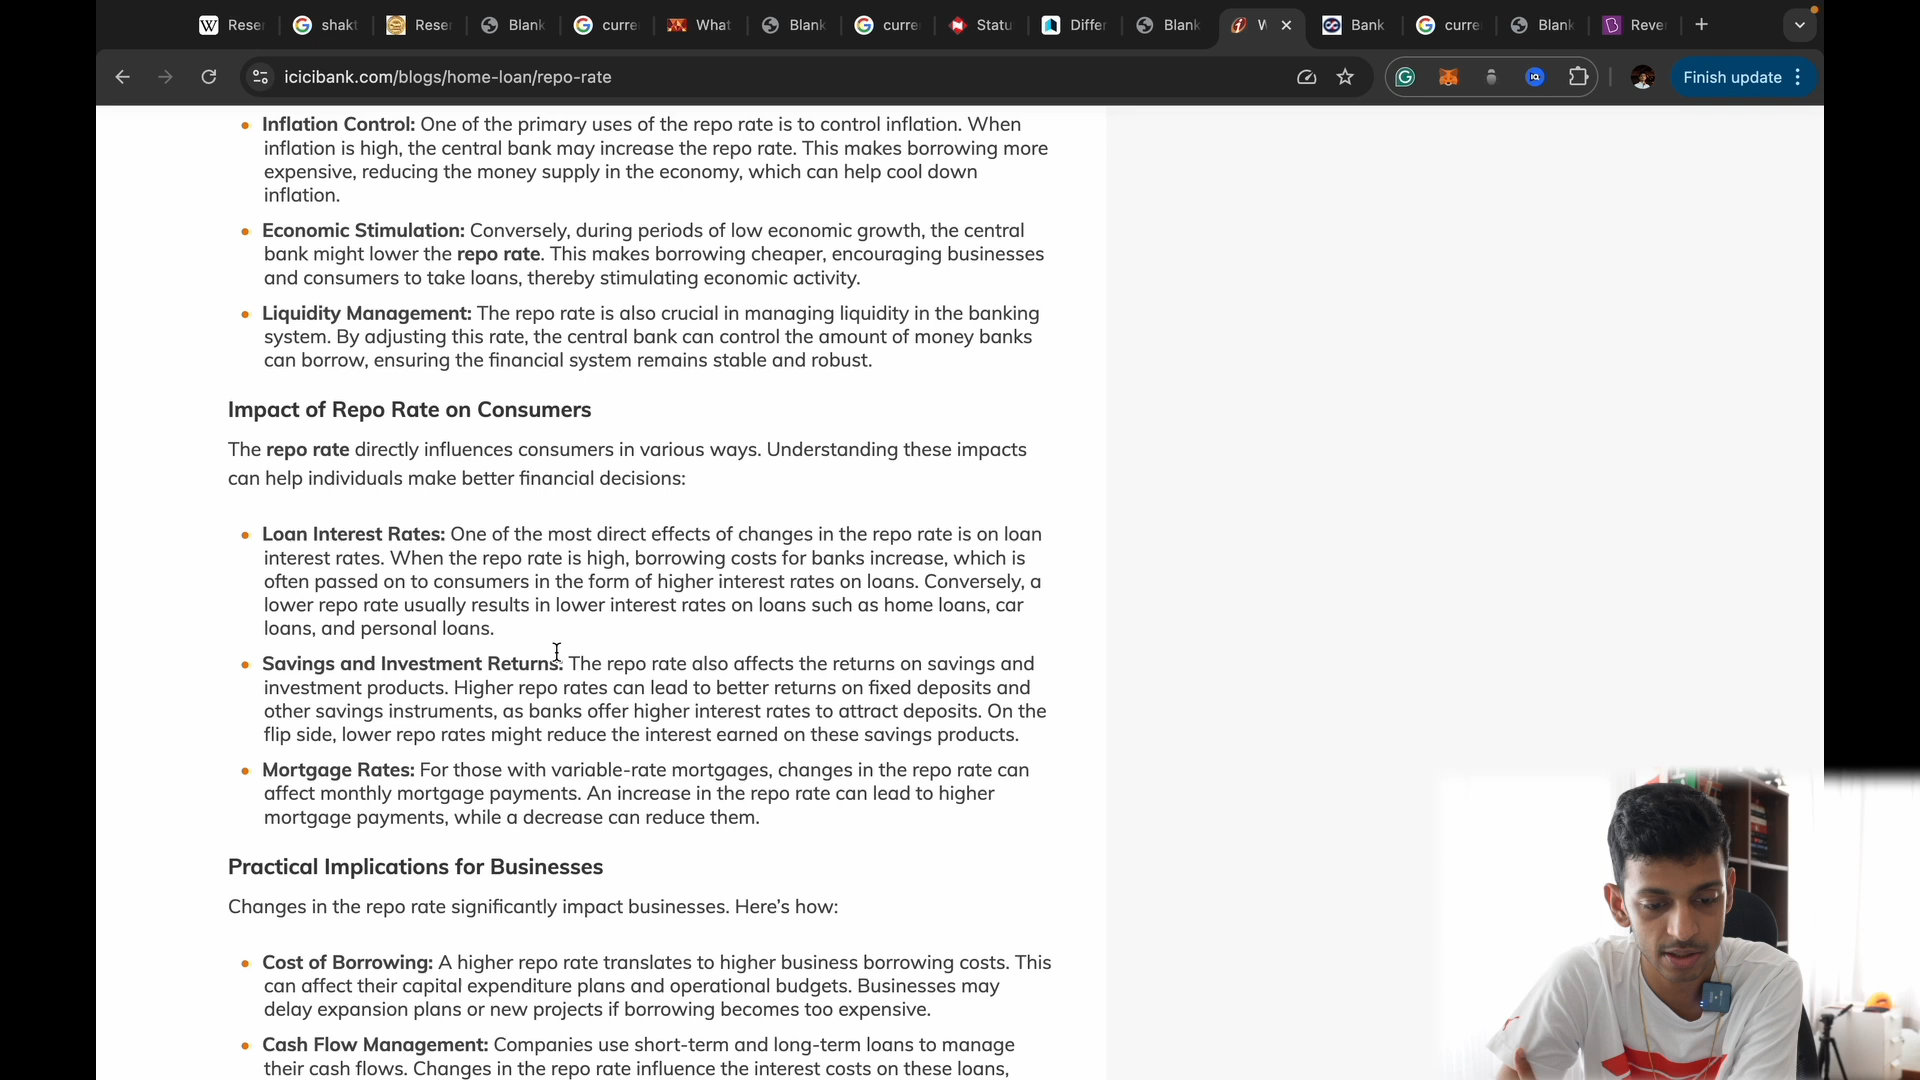 Reser
shakt
Reser
Blank
curre
What
Blank
curre
Statu
Differ
Blank
W
Bank
curre
Blank
Reve
icicibank.com/blogs/home-loan/repo-rate
Finish update
Inflation Control: One of the primary uses of the repo rate is to control inflation. When
inflation is high, the central bank may increase the repo rate. This makes borrowing more
expensive, reducing the money supply in the economy, which can help cool down
inflation.
Economic Stimulation: Conversely, during periods of low economic growth, the central
bank might lower the repo rate. This makes borrowing cheaper, encouraging businesses
and consumers to take loans, thereby stimulating economic activity.
Liquidity Management: The repo rate is also crucial in managing liquidity in the banking
system. By adjusting this rate, the central bank can control the amount of money banks
can borrow, ensuring the financial system remains stable and robust.
Impact of Repo Rate on Consumers
The repo rate directly influences consumers in various ways. Understanding these impacts
can help individuals make better financial decisions:
Loan Interest Rates: One of the most direct effects of changes in the repo rate is on loan
interest rates. When the repo rate is high, borrowing costs for banks increase, which is
often passed on to consumers in the form of higher interest rates on loans. Conversely, a
lower repo rate usually results in lower interest rates on loans such as home loans, car
loans, and personal loans.
Savings and Investment Returns: The repo rate also affects the returns on savings and
investment products. Higher repo rates can lead to better returns on fixed deposits and
other savings instruments, as banks offer higher interest rates to attract deposits. On the
flip side, lower repo rates might reduce the interest earned on these savings products.
Mortgage Rates: For those with variable-rate mortgages, changes in the repo rate can
affect monthly mortgage payments. An increase in the repo rate can lead to higher
mortgage payments, while a decrease can reduce them.
Practical Implications for Businesses
Changes in the repo rate significantly impact businesses. Here's how:
Cost of Borrowing: A higher repo rate translates to higher business borrowing costs. This
can affect their capital expenditure plans and operational budgets. Businesses may
delay expansion plans or new projects if borrowing becomes too expensive.
Cash Flow Management: Companies use short-term and long-term loans to manage
their cash flows. Changes in the repo rate influence the interest costs on these loans,